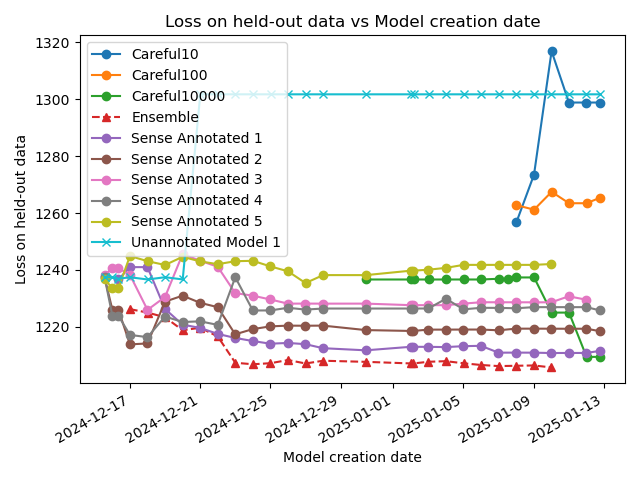 Loss on held-out data vs Model creation date
Loss on held-out data
1320
1300
1280
1260
1240
1220
Careful10
Careful100
Careful10000
Ensemble
Sense Annotated 1
Sense Annotated 2
Sense Annotated 3
Sense Annotated 4
Sense Annotated 5
Unannotated Model 1
2024-12-17
2024-12-21
2024-12-25
2024-12-29
2025-01-01
2025-01-05
2025-01-09
2025-01-13
Model creation date